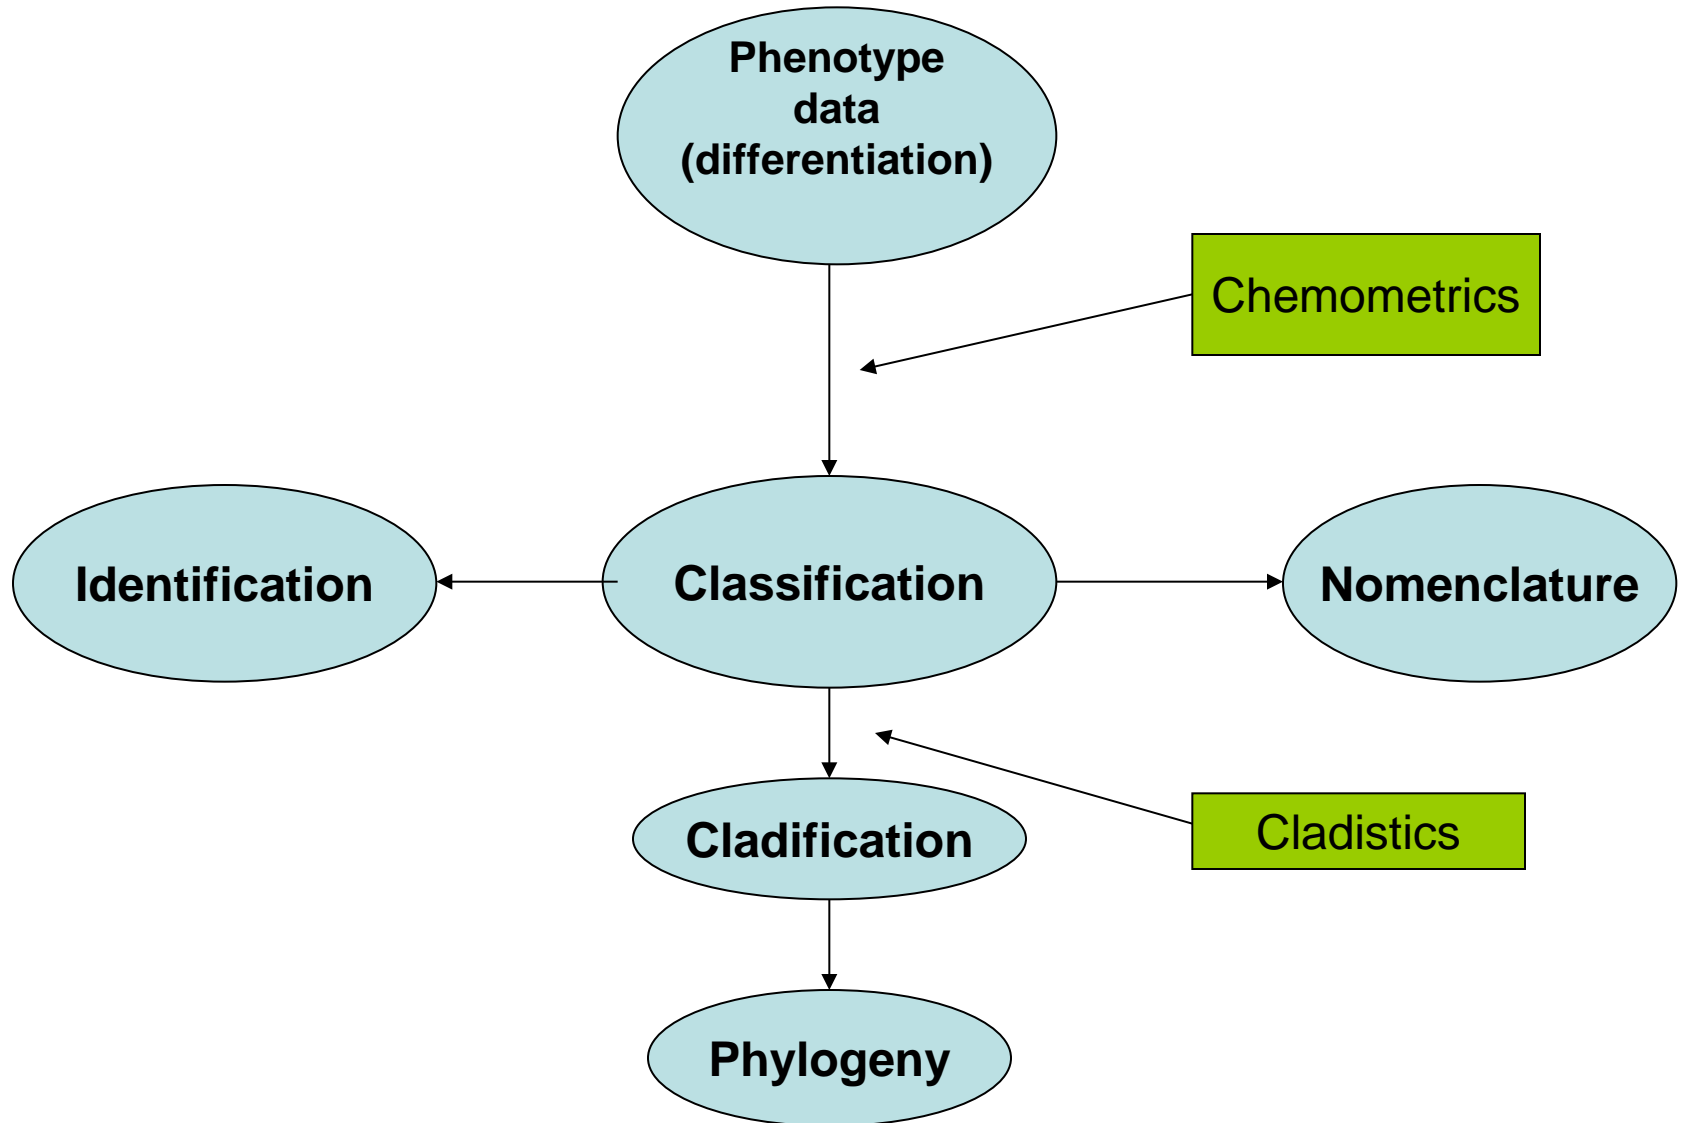 Phenotype
data
(differentiation)
Chemometrics
Identification
Classification
Nomenclature
Cladification
Cladistics
Phylogeny